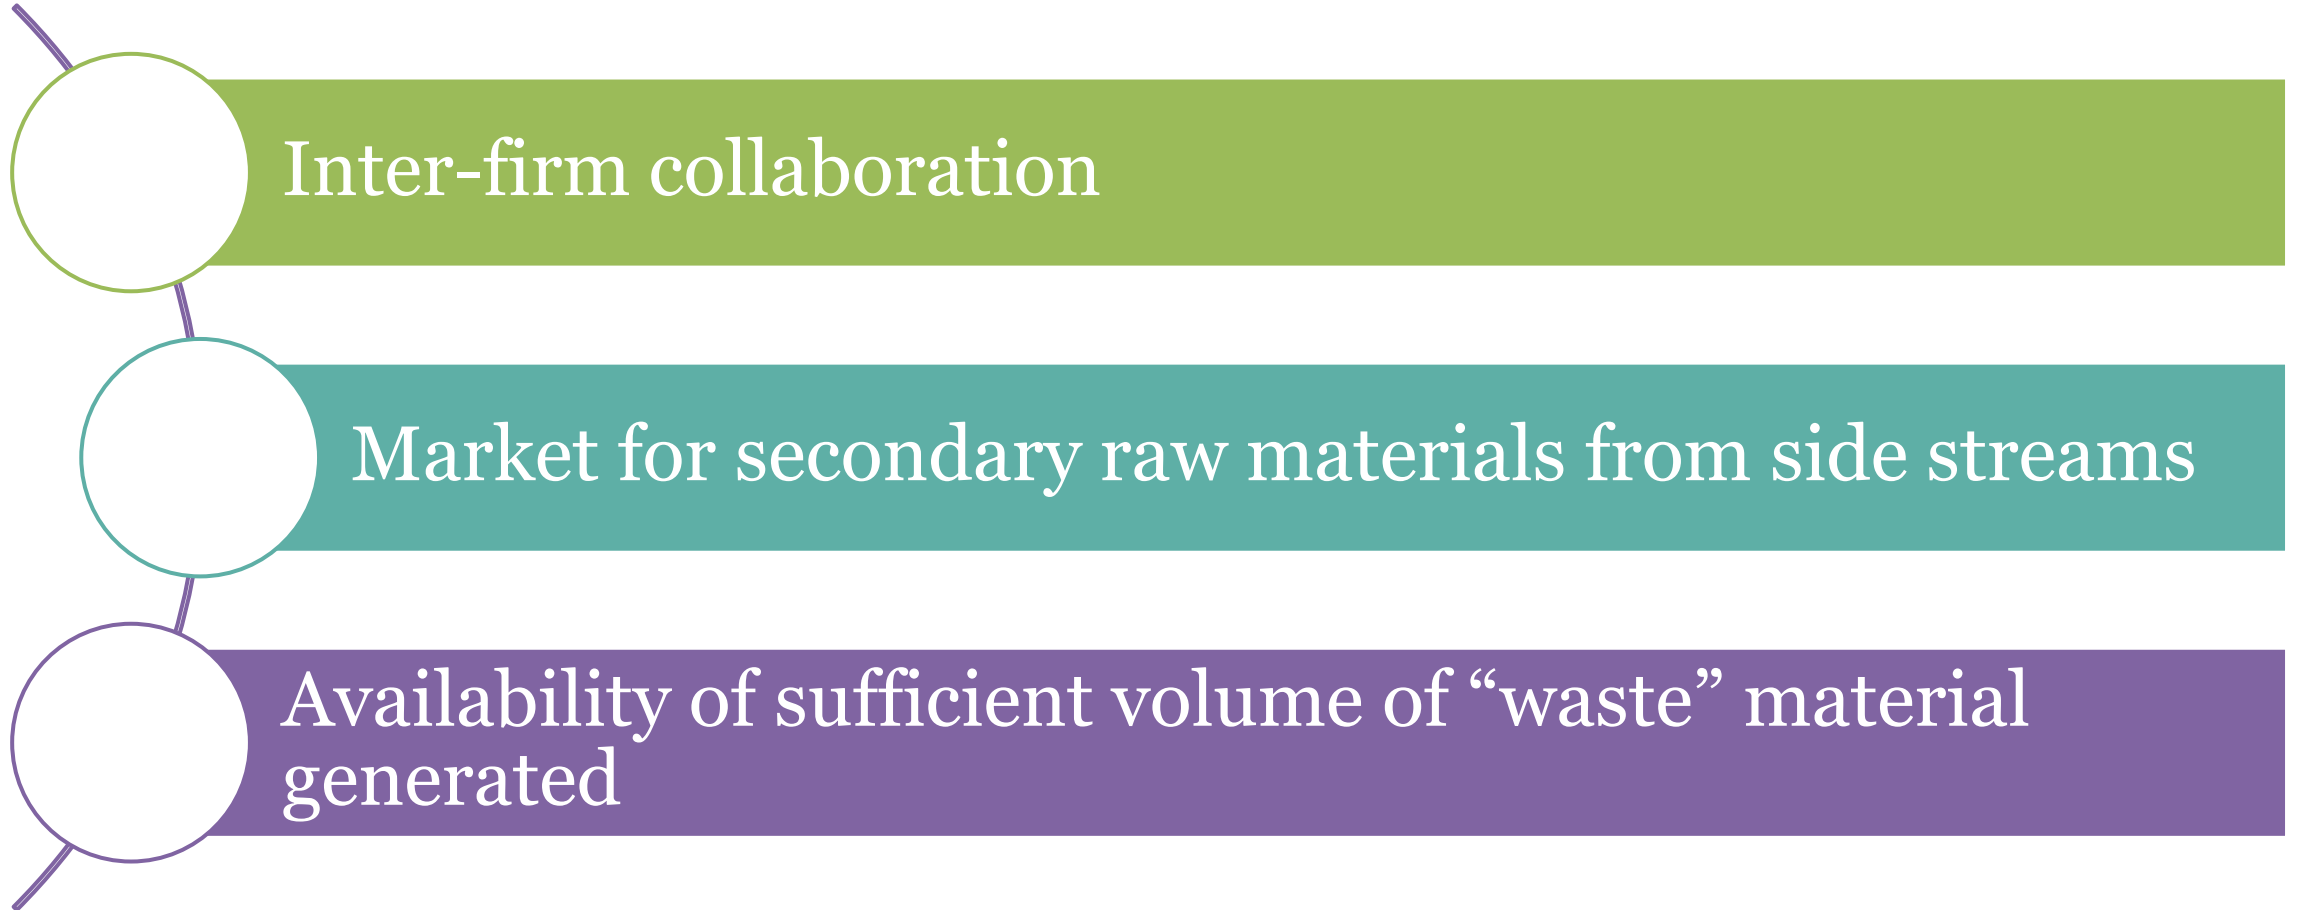 Inter-firm collaboration
Market for secondary raw materials from side streams
Availability of sufficient volume of “waste” material
generated